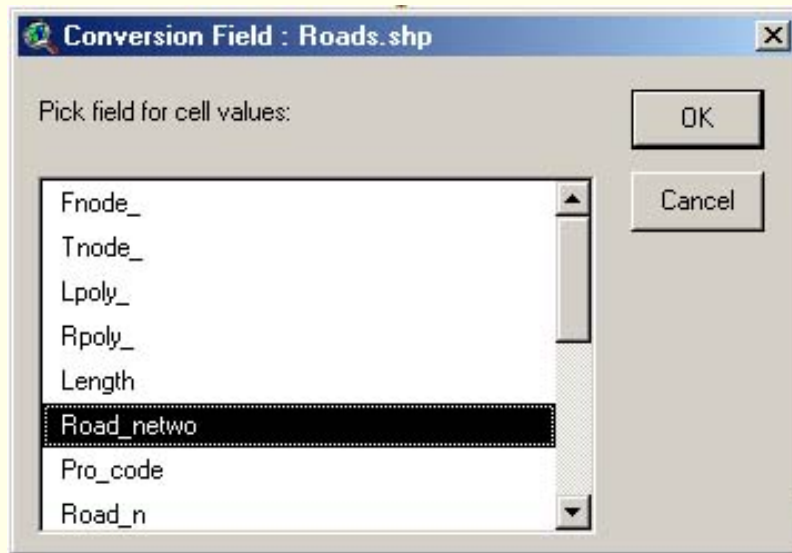 Conversion Field : Roads.shp
Pick field for cell values:
OK
Cancel
Fnode_
Tnode_
Lpoly_
Rpoly_
Length
Road_netwo
Pro_code
Road_n